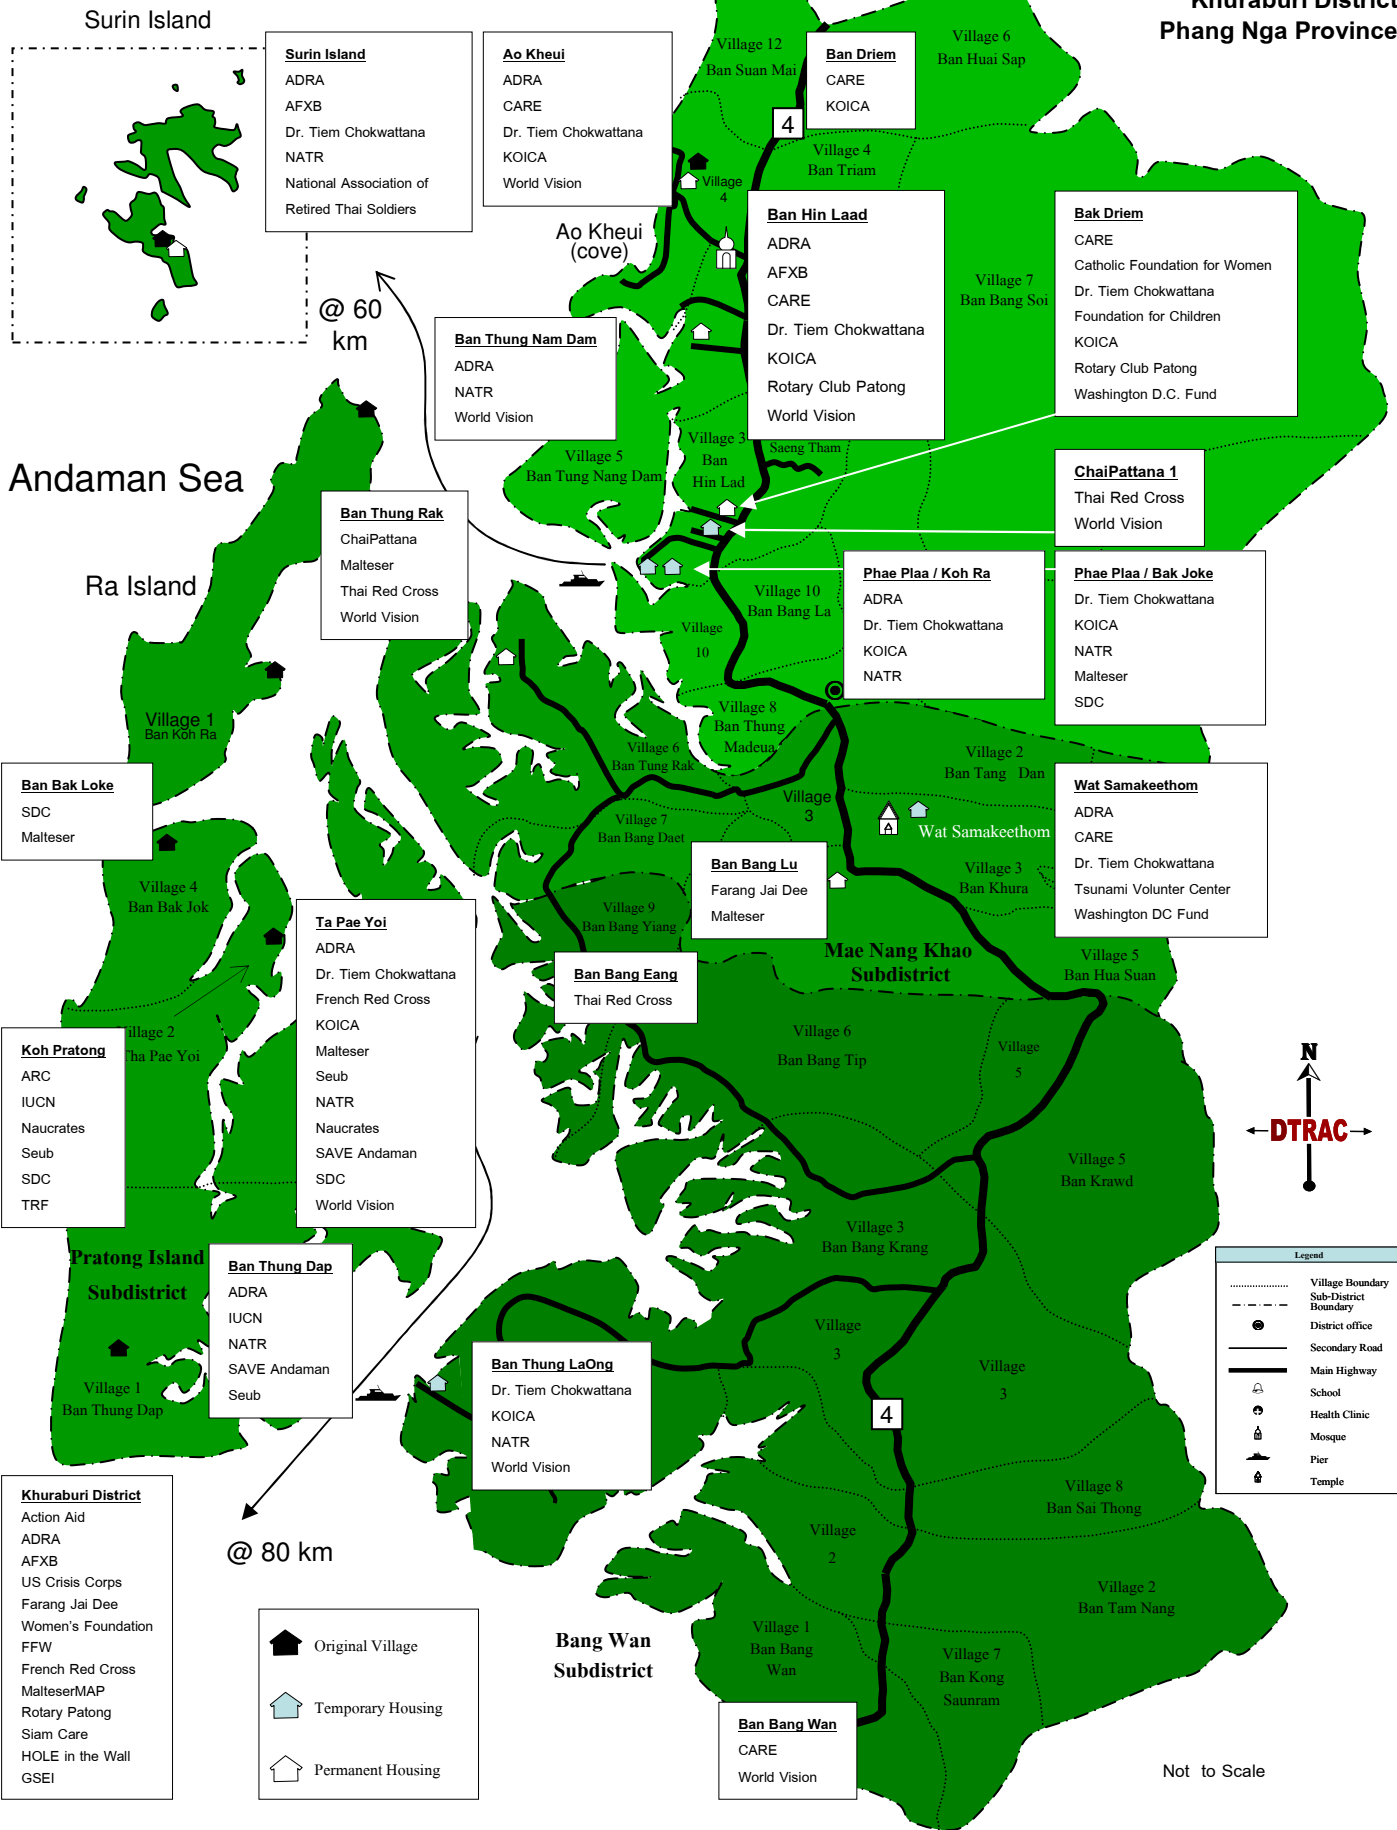 Khuraburi District
Phang Nga Province
Surin Island
Surin Island
ADRA
AFXB
Dr. Tiem Chokwattana
NATR
National Association of
Retired Thai Soldiers
Ao Kheui
ADRA
CARE
Dr. Tiem Chokwattana
KOICA
World Vision
Village 12
Ban Suan Mai
Ban Driem
CARE
KOICA
Village 6
Ban Huai Sap
4
Village 4
Ban Triam
Village
4
Ao Kheui
(cove)
Ban Hin Laad
ADRA
AFXB
CARE
Dr. Tiem Chokwattana
KOICA
Rotary Club Patong
World Vision
Bak Driem
CARE
Catholic Foundation for Women
Dr. Tiem Chokwattana
Foundation for Children
KOICA
Rotary Club Patong
Washington D.C. Fund
Village 7
Ban Bang Soi
@ 60
km
Ban Thung Nam Dam
ADRA
NATR
World Vision
Andaman Sea
Village 5
Ban Tung Nang Dam
Village 3
Ban
Hin Lad
Saeng Tham
ChaiPattana 1
Thai Red Cross
World Vision
Ban Thung Rak
ChaiPattana
Malteser
Thai Red Cross
World Vision
Ra Island
Village 10
Ban Bang La
Village
10
Phae Plaa / Koh Ra
ADRA
Dr. Tiem Chokwattana
KOICA
NATR
Phae Plaa / Bak Joke
Dr. Tiem Chokwattana
KOICA
NATR
Malteser
SDC
Village 1
Ban Koh Ra
Village 8
Ban Thung
Madeua
Village 6
Ban Tung Rak
Village 2
Ban Tang Dan
Ban Bak Loke
SDC
Malteser
Village
3
Village 7
Ban Bang Daet
Wat Samakeethom
Wat Samakeethom
ADRA
CARE
Dr. Tiem Chokwattana
Tsunami Volunter Center
Washington DC Fund
Village 4
Ban Bak Jok
Ban Bang Lu
Farang Jai Dee
Malteser
Village 3
Ban Khura
Village 9
Ban Bang Yiang
Mae Nang Khao
Subdistrict
Village 5
Ban Hua Suan
Ta Pae Yoi
ADRA
Dr. Tiem Chokwattana
French Red Cross
KOICA
Malteser
Seub
NATR
Naucrates
SAVE Andaman
SDC
World Vision
Ban Bang Eang
Thai Red Cross
Village 2
Tha Pae Yoi
Koh Pratong
ARC
IUCN
Naucrates
Seub
SDC
TRF
Village 6
Ban Bang Tip
Village
5
N
DTRAC
Village 5
Ban Krawd
Village 3
Ban Bang Krang
Pratong Island
Subdistrict
Ban Thung Dap
ADRA
IUCN
NATR
SAVE Andaman
Seub
Village 1
Ban Thung Dap
Legend
Village Boundary
Sub-District
Boundary
District office
Secondary Road
Main Highway
School
Health Clinic
Mosque
Pier
Temple
Village
3
Village
3
Ban Thung LaOng
Dr. Tiem Chokwattana
KOICA
NATR
World Vision
4
Khuraburi District
Action Aid
ADRA
AFXB
US Crisis Corps
Farang Jai Dee
Women's Foundation
FFW
French Red Cross
MalteserMAP
Rotary Patong
Siam Care
HOLE in the Wall
GSEI
@ 80 km
Village 8
Ban Sai Thong
Village
2
Village 2
Ban Tam Nang
Original Village
Temporary Housing
Permanent Housing
Bang Wan
Subdistrict
Village 1
Ban Bang
Wan
Village 7
Ban Kong
Saunram
Ban Bang Wan
CARE
World Vision
Not to Scale